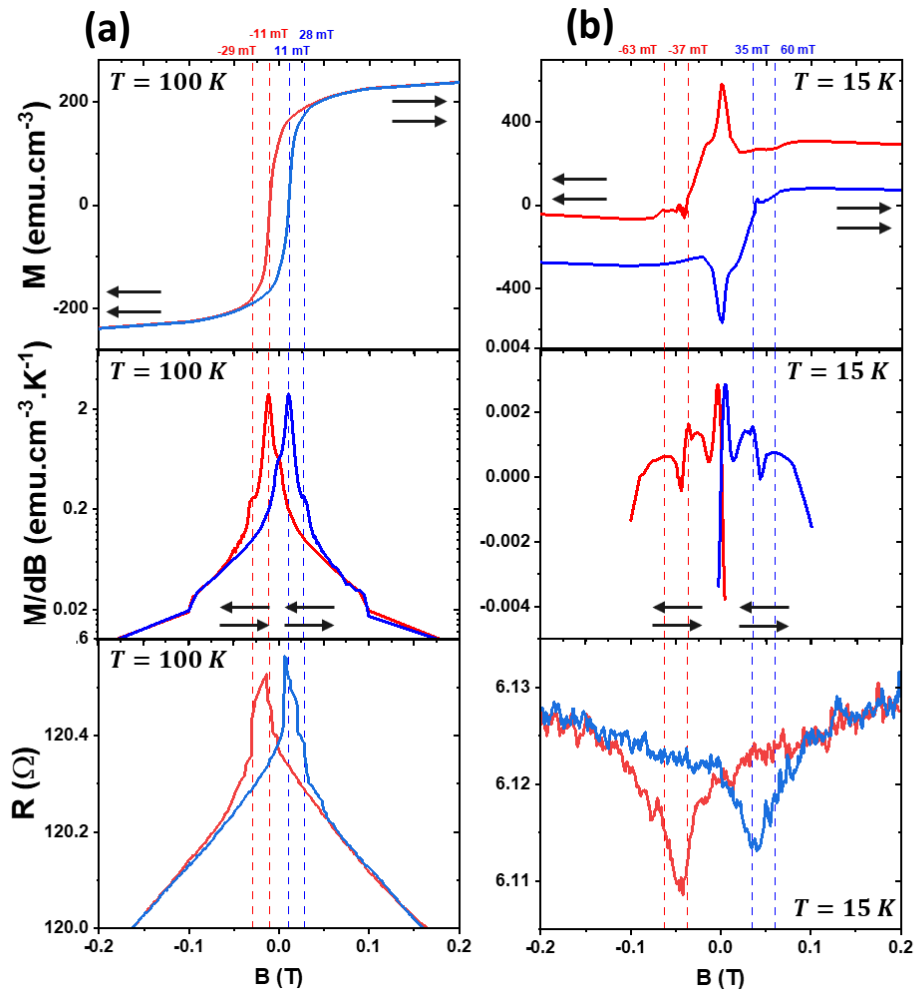 (a)
-11 mT
-29 mT
11 mT
28 mT
T = 100 K
M (emu.cm⁻³)
200
0
-200
T = 100 K
M/dB (emu.cm⁻³.K⁻¹)
2
0.2
0.02
6
T = 100 K
R (Ω)
120.4
120.2
120.0
-0.2
-0.1
0.0
0.1
0.2
B (T)
(b)
-63 mT
-37 mT
35 mT
60 mT
T = 15 K
400
0
-400
0.004
T = 15 K
0.002
0.000
-0.002
-0.004
6.13
6.12
6.11
T = 15 K
-0.2
-0.1
0.0
0.1
0.2
B (T)